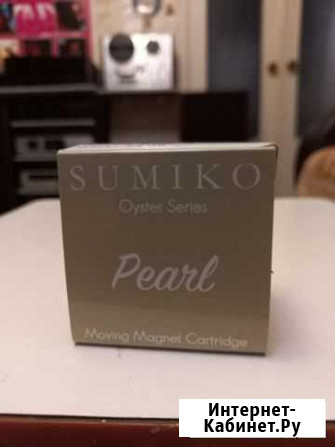 SUMIKO
Oyster Series
Pearl
Moving Magnet Cartridge
Интернет-
Кабинет.Ру